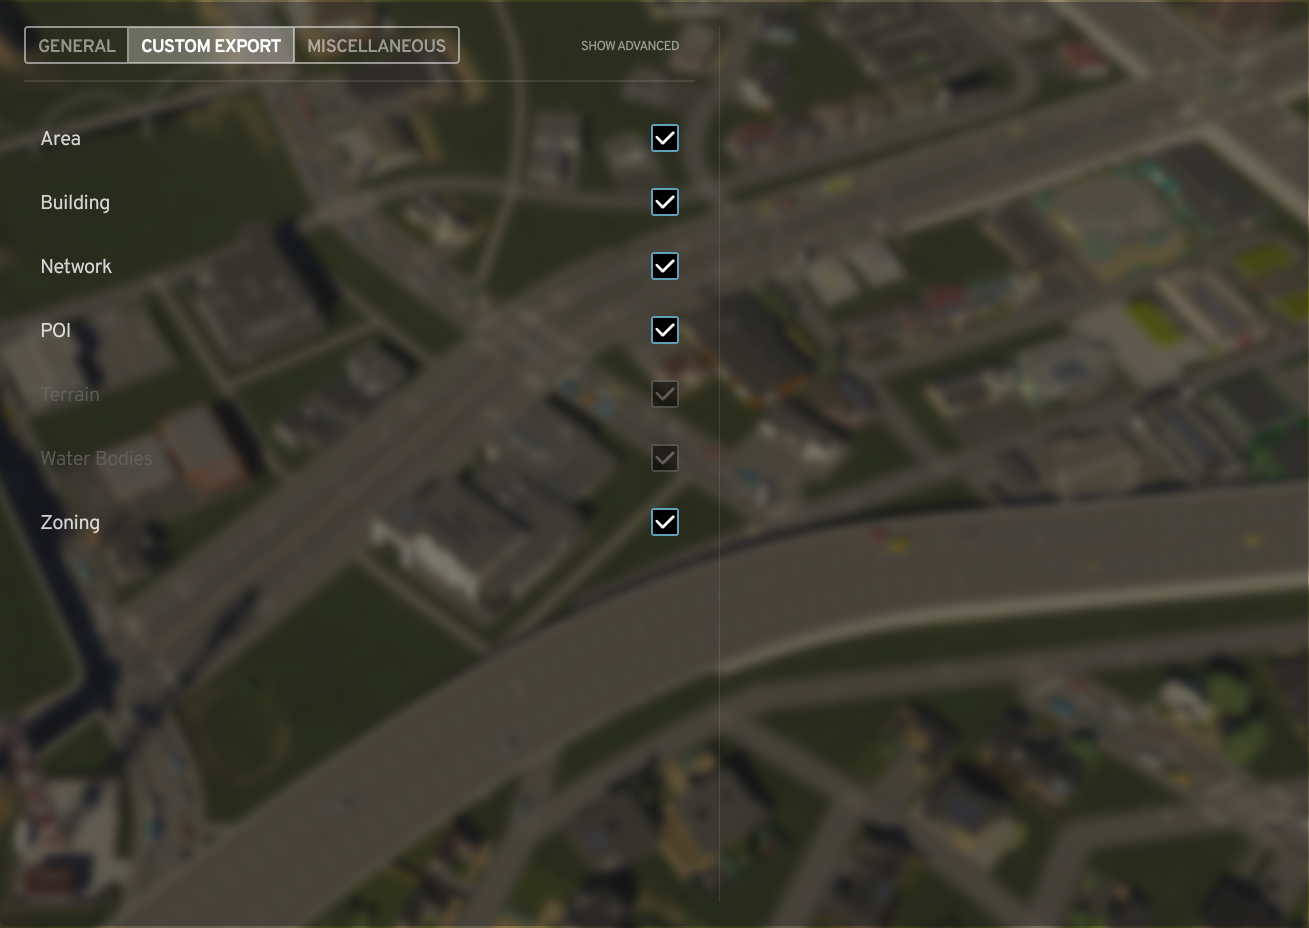 GENERAL CUSTOM EXPORT MISCELLANEOUS SHOW ADVANCED
Area
Building
Network
POI
Terrain
Water Bodies
Zoning